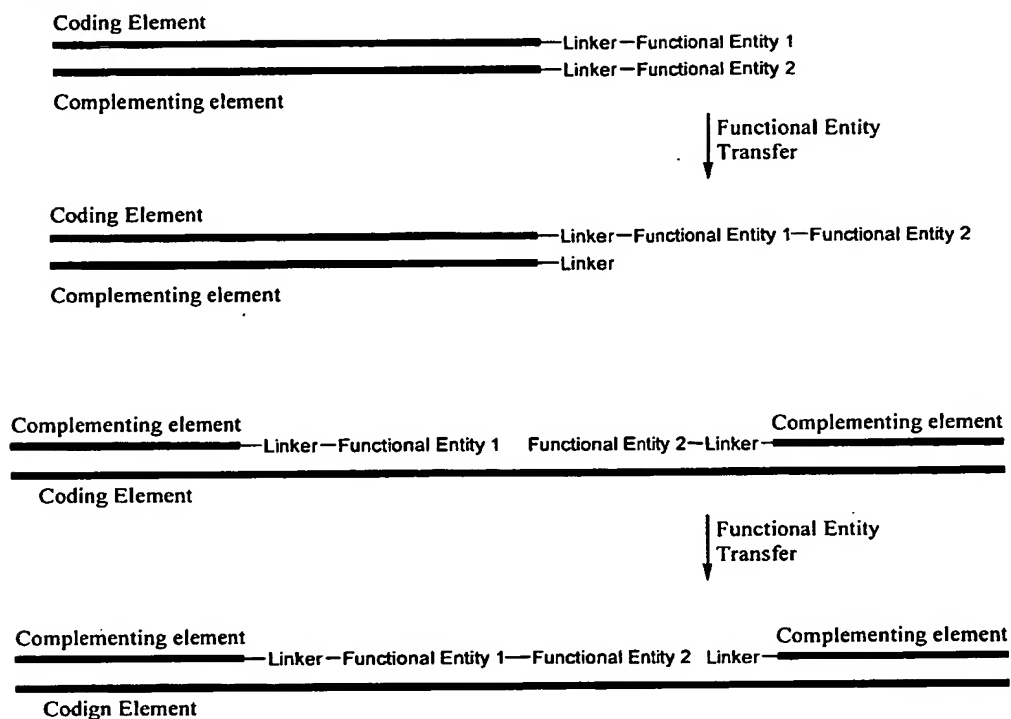 Coding Element
Linker—Functional Entity 1
Linker—Functional Entity 2
Complementing element
Functional Entity
Transfer
Coding Element
Linker—Functional Entity 1—Functional Entity 2
Linker
Complementing element
Complementing element
Complementing element
Linker—Functional Entity 1 Functional Entity 2—Linker
Coding Element
Functional Entity
Transfer
Complementing element
Complementing element
Linker—Functional Entity 1—Functional Entity 2 Linker
Codign Element